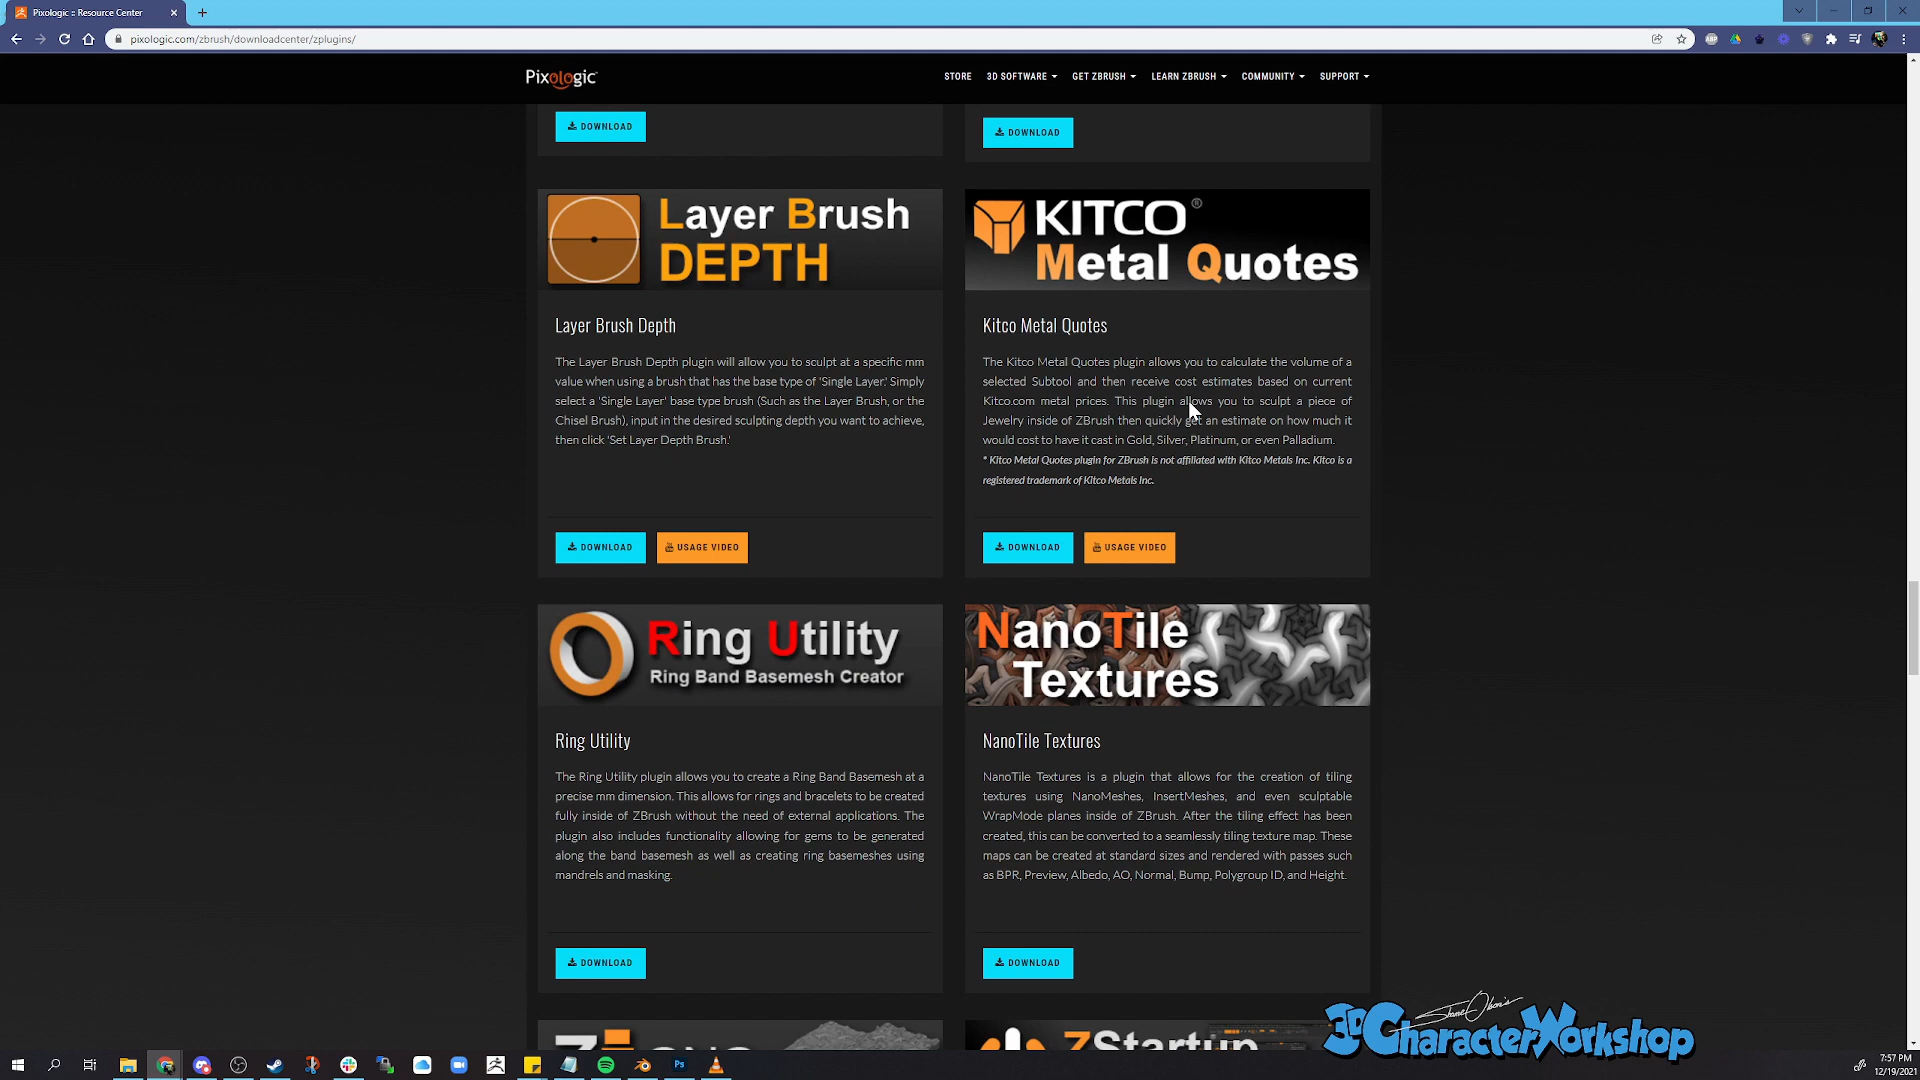 Pixologic :: Resource Center
pixologic.com/zbrush/downloadcenter/zplugins/
Pixologic
STORE 3D SOFTWARE GET ZBRUSH LEARN ZBRUSH COMMUNITY SUPPORT
DOWNLOAD
DOWNLOAD
Layer Brush
DEPTH
Layer Brush Depth
The Layer Brush Depth plugin will allow you to sculpt at a specific mm
value when using a brush that has the base type of 'Single Layer.' Simply
select a 'Single Layer' base type brush (Such as the Layer Brush, or the
Chisel Brush), input in the desired sculpting depth you want to achieve,
then click 'Set Layer Depth Brush.'
DOWNLOAD USAGE VIDEO
KITCO®
Metal Quotes
Kitco Metal Quotes
The Kitco Metal Quotes plugin allows you to calculate the volume of a
selected Subtool and then receive cost estimates based on current
Kitco.com metal prices. This plugin allows you to sculpt a piece of
Jewelry inside of ZBrush then quickly get an estimate on how much it
would cost to have it cast in Gold, Silver, Platinum, or even Palladium.
* Kitco Metal Quotes plugin for ZBrush is not affiliated with Kitco Metals Inc. Kitco is a
registered trademark of Kitco Metals Inc.
DOWNLOAD USAGE VIDEO
Ring Utility
Ring Band Basemesh Creator
Ring Utility
The Ring Utility plugin allows you to create a Ring Band Basemesh at a
precise mm dimension. This allows for rings and bracelets to be created
fully inside of ZBrush without the need of external applications. The
plugin also includes functionality allowing for gems to be generated
along the band basemesh as well as creating ring basemeshes using
mandrels and masking.
DOWNLOAD
NanoTile
Textures
NanoTile Textures
NanoTile Textures is a plugin that allows for the creation of tiling
textures using NanoMeshes, InsertMeshes, and even sculptable
WrapMode planes inside of ZBrush. After the tiling effect has been
created, this can be converted to a seamlessly tiling texture map. These
maps can be created at standard sizes and rendered with passes such
as BPR, Preview, Albedo, AO, Normal, Bump, Polygroup ID, and Height.
DOWNLOAD
ZStartup
Shane Olson's
3DCharacterWorkshop
Ps
7:57 PM
12/19/2021